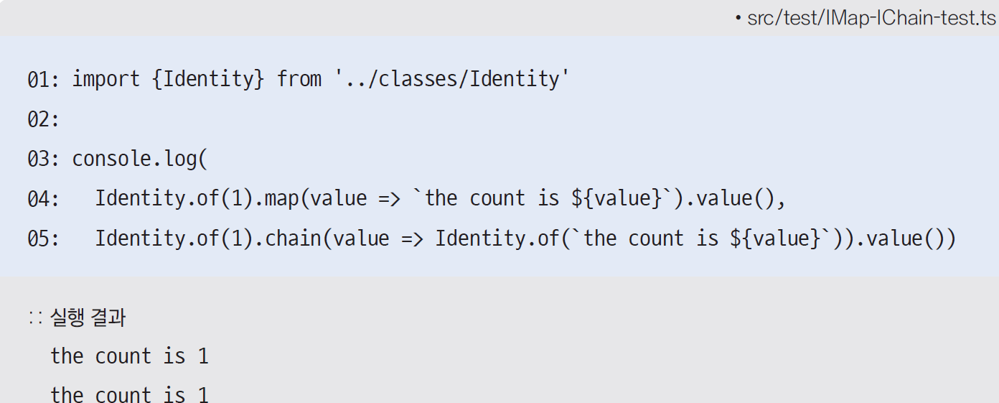 • src/test/IMap-IChain-test.ts
01: import {Identity} from '../classes/Identity'
02:
03: console.log(
04:   Identity.of(1).map(value => `the count is ${value}`).value(),
05:   Identity.of(1).chain(value => Identity.of(`the count is ${value}`)).value())
:: 실행 결과
the count is 1
the count is 1